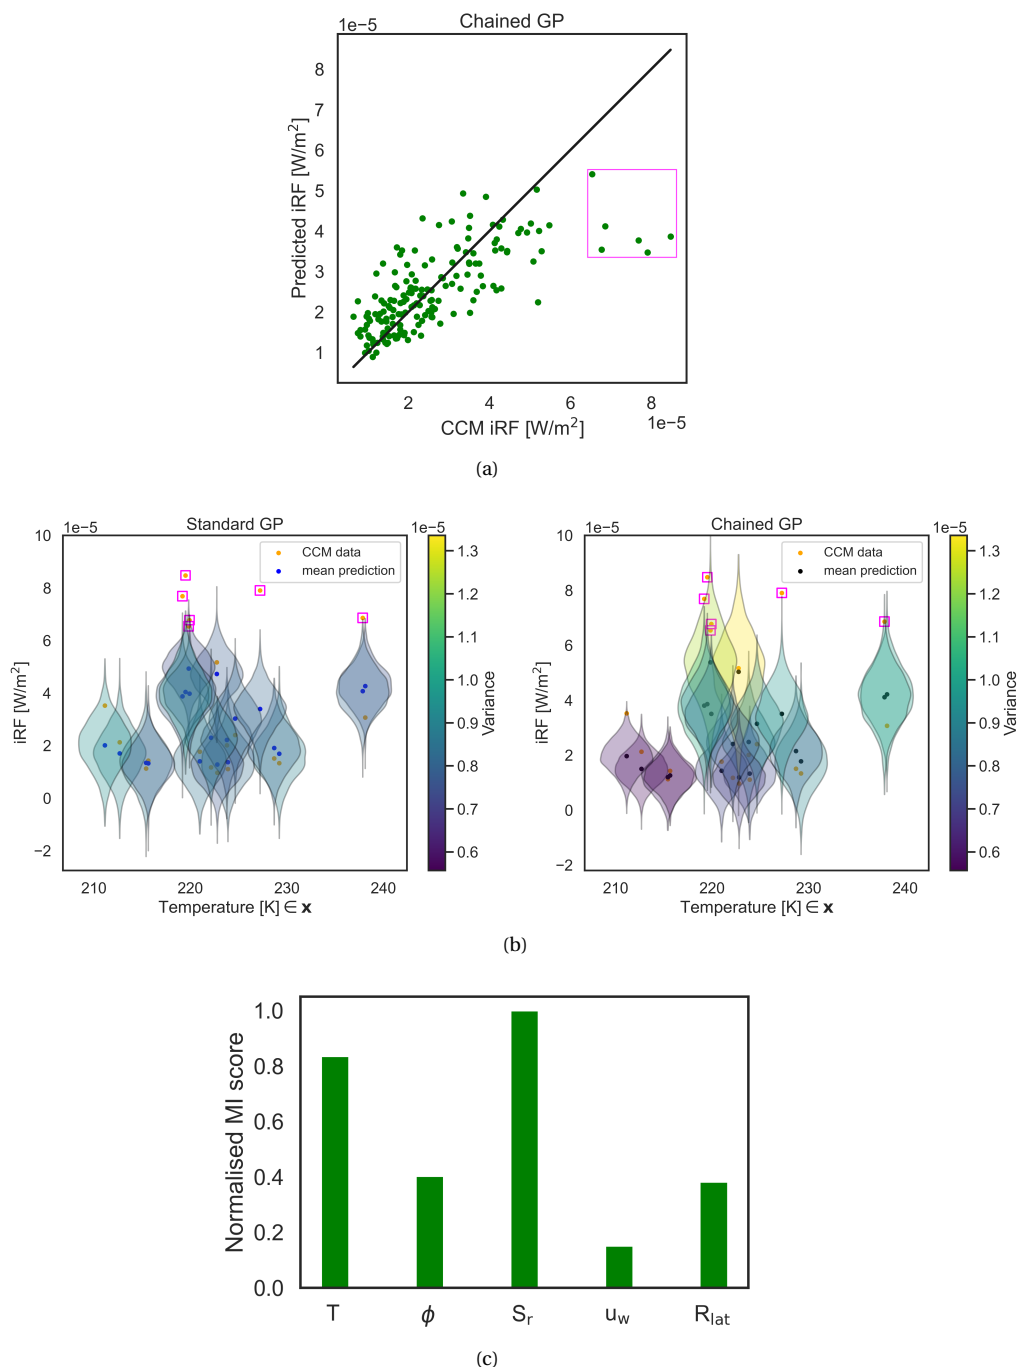 Chained GP
1e−5
8
7
6
5
4
3
2
1
Predicted iRF [W/m²]
2 4 6 8
1e−5
CCM iRF [W/m²]
(a)
Standard GP
1e−5
10
8
6
4
2
0
−2
iRF [W/m²]
CCM data
mean prediction
210 220 230 240
Temperature [K] ∈ x
1e−5
1.3
1.2
1.1
1.0
0.9
0.8
0.7
0.6
Variance
Chained GP
1e−5
10
8
6
4
2
0
−2
iRF [W/m²]
CCM data
mean prediction
210 220 230 240
Temperature [K] ∈ x
1e−5
1.3
1.2
1.1
1.0
0.9
0.8
0.7
0.6
Variance
(b)
1.0
0.8
0.6
0.4
0.2
0.0
Normalised MI score
T ϕ S_r u_w R_lat
(c)